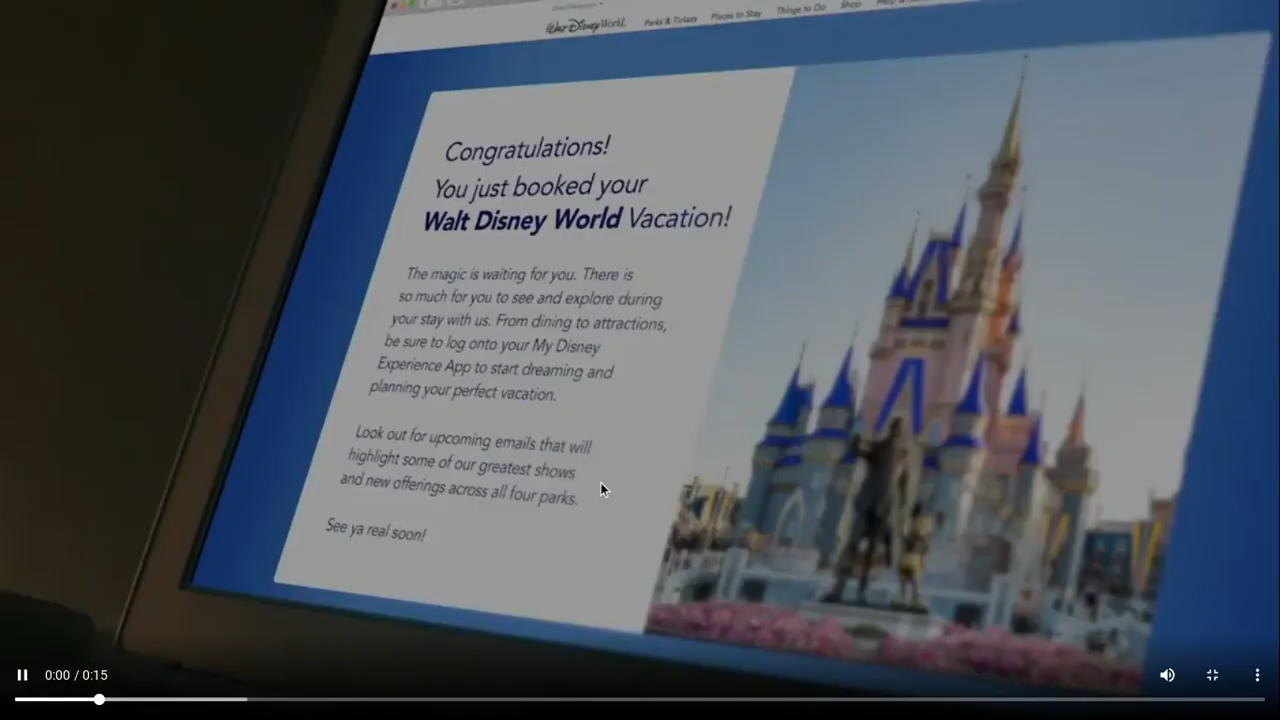 Walt Disney World Parks & Tickets Places to Stay Things to Do Shop
Congratulations!
You just booked your
Walt Disney World Vacation!
The magic is waiting for you. There is
so much for you to see and explore during
your stay with us. From dining to attractions,
be sure to log onto your My Disney
Experience App to start dreaming and
planning your perfect vacation.
Look out for upcoming emails that will
highlight some of our greatest shows
and new offerings across all four parks.
See ya real soon!
0:00 / 0:15